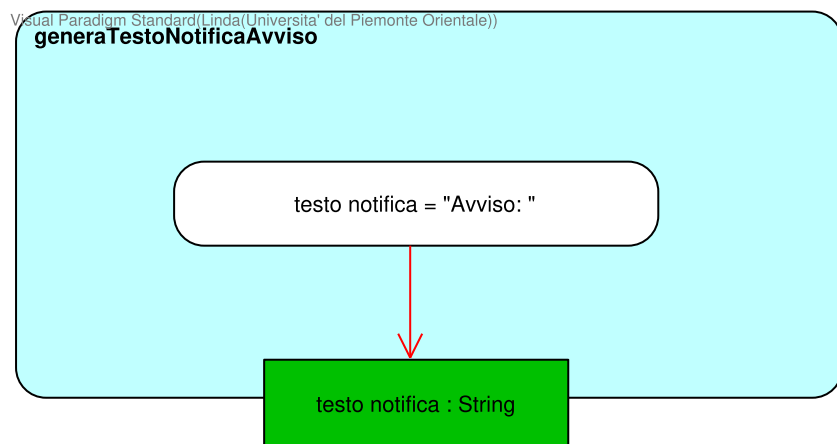 Visual Paradigm Standard(Linda(Universita' del Piemonte Orientale))
generaTestoNotificaAvviso
testo notifica = "Avviso: "
testo notifica : String